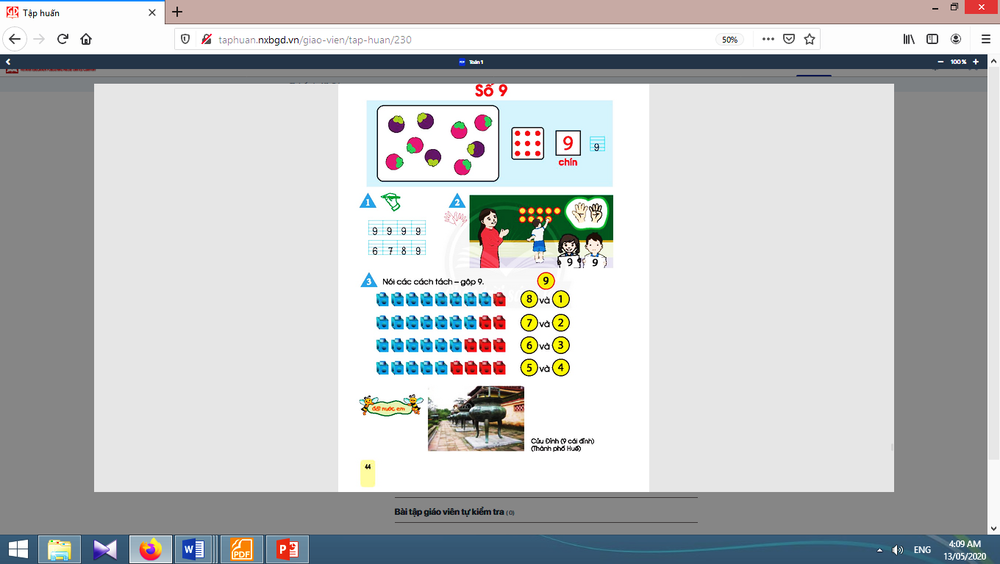 Tập huấn
taphuan.nxbgd.vn/giao-vien/tap-huan/230
50%
PDF Toán 1
100%
Số 9
9
chín
9
1
2
9 9 9 9
6 7 8 9
9 9
3 Nói các cách tách – gộp 9.
9
8 và 1
7 và 2
6 và 3
5 và 4
đất nước em
Cửu Đỉnh (9 cái đỉnh)
(Thành phố Huế)
44
Bài tập giáo viên tự kiểm tra (0)
PDF
ENG
4:09 AM
13/05/2020